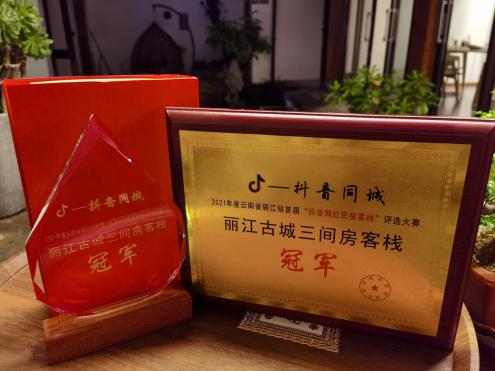 抖音同城
2021年度云南省丽江站首届“抖音网红民宿客栈”评选大赛
丽江古城三间房客栈
冠军
抖音同城
丽江古城三间房客栈
冠军